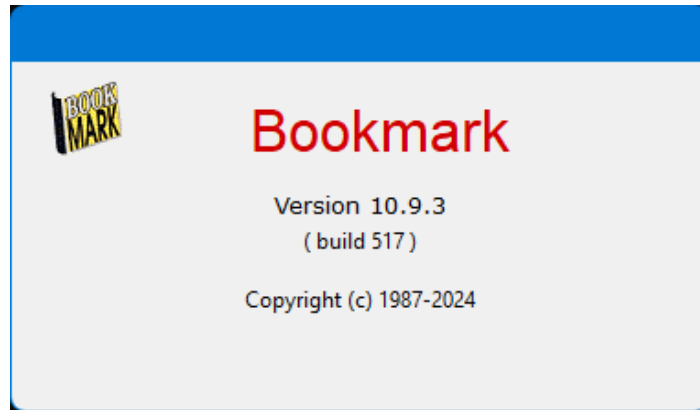 BOOK
MARK
Bookmark
Version 10.9.3
( build 517 )
Copyright (c) 1987-2024